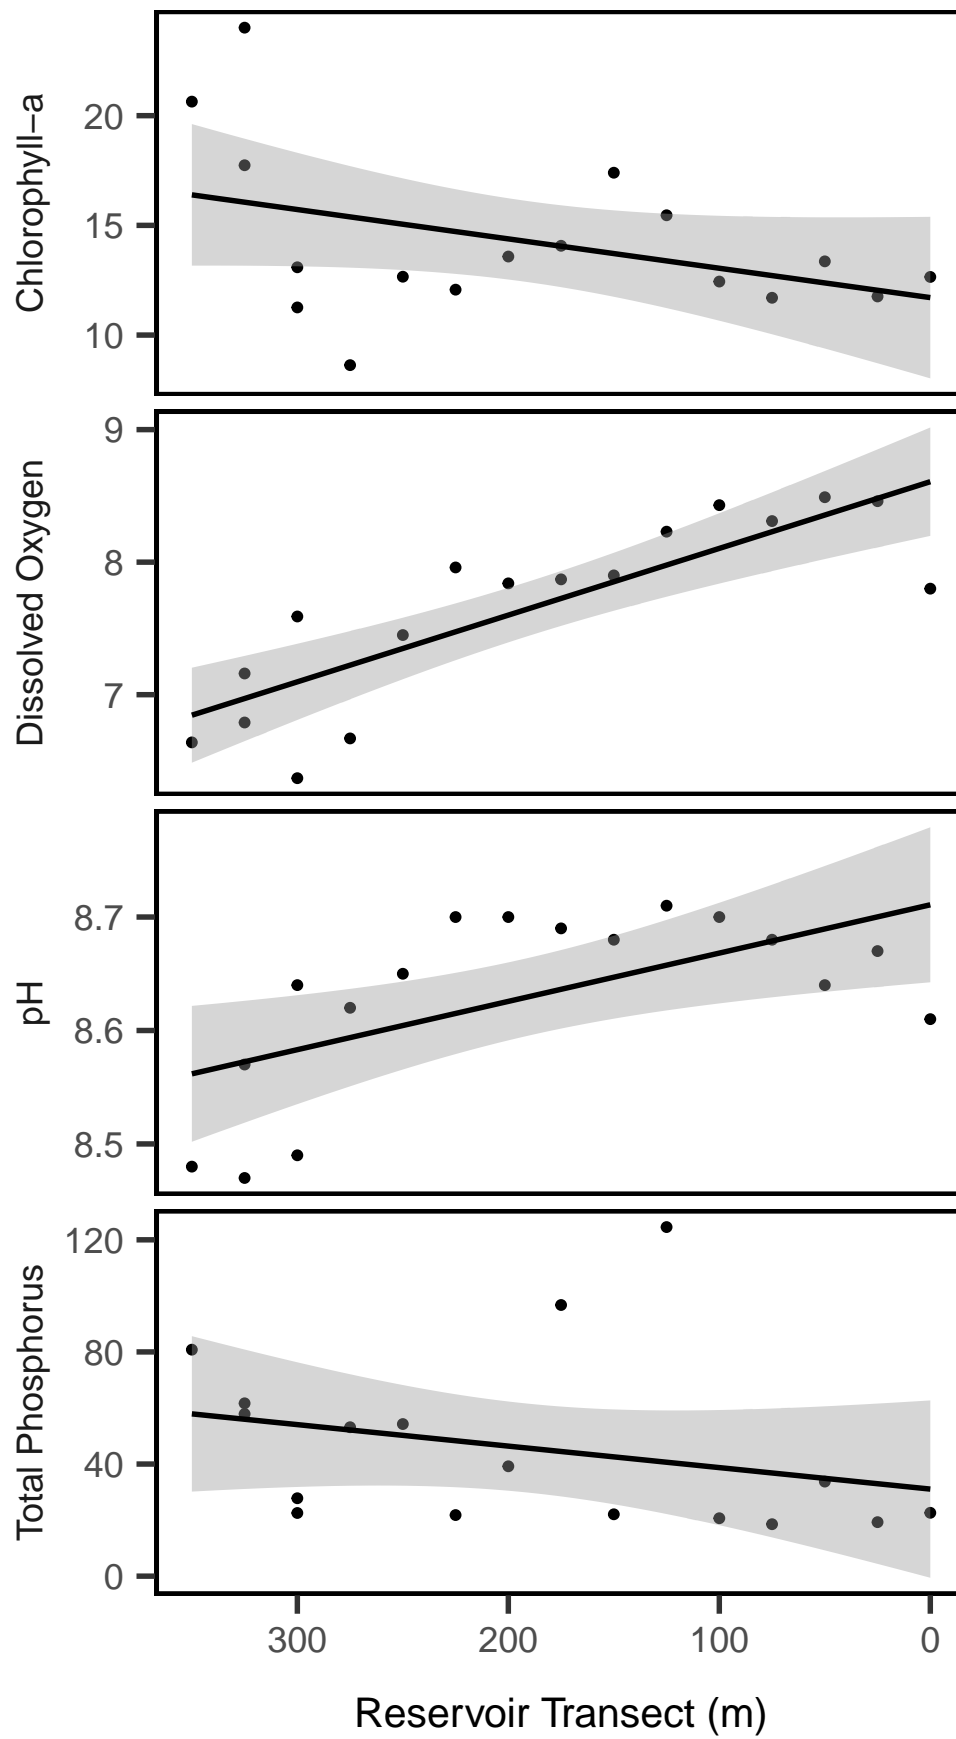 Chlorophyll−a
20
15
10
Dissolved Oxygen
9
8
7
pH
8.7
8.6
8.5
Total Phosphorus
120
80
40
0
300 200 100 0
Reservoir Transect (m)